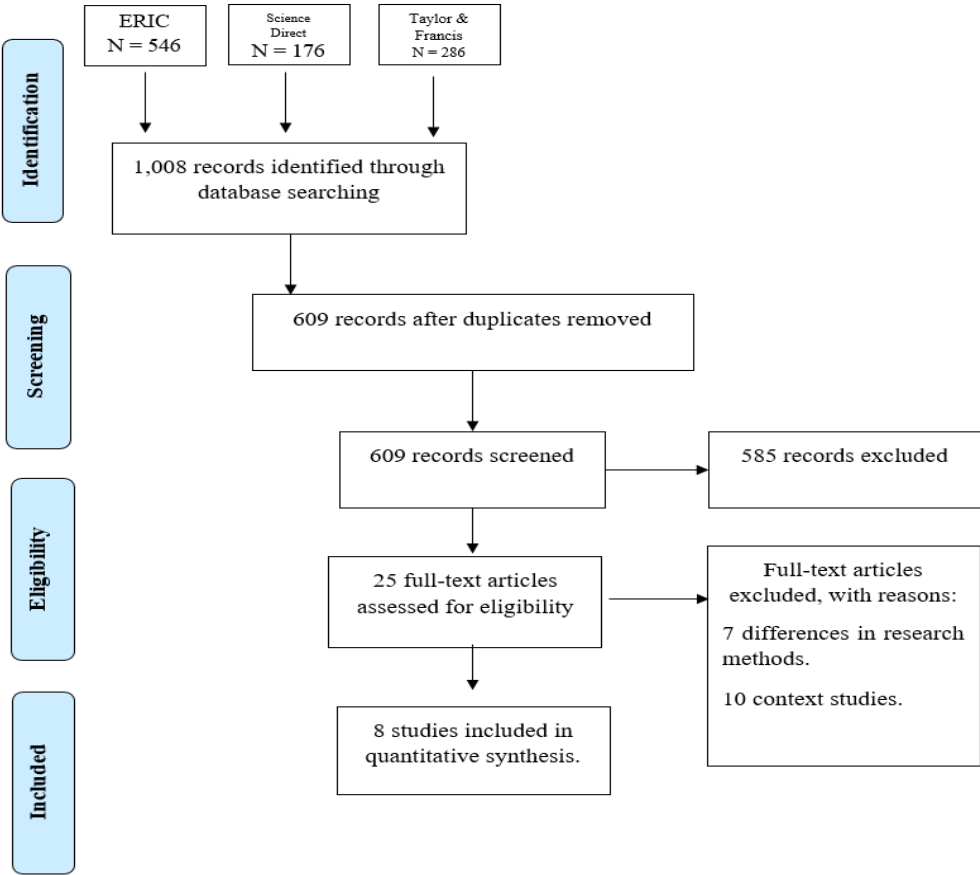 ERIC
N = 546
Science
Direct
N = 176
Taylor &
Francis
N = 286
Identification
1,008 records identified through
database searching
Screening
609 records after duplicates removed
609 records screened
585 records excluded
Eligibility
25 full-text articles
assessed for eligibility
Full-text articles
excluded, with reasons:
7 differences in research
methods.
10 context studies.
Included
8 studies included in
quantitative synthesis.